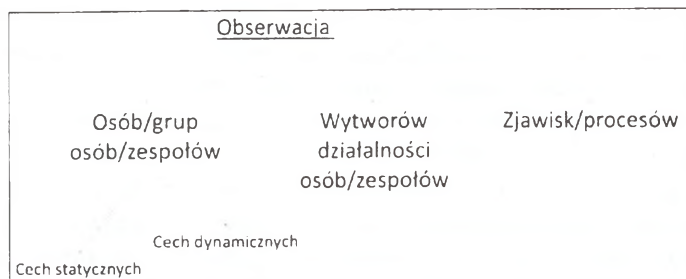 Obserwacja
Osób/grup
osób/zespołów
Wytworów
działalności
osób/zespołów
Zjawisk/procesów
Cech dynamicznych
Cech statycznych